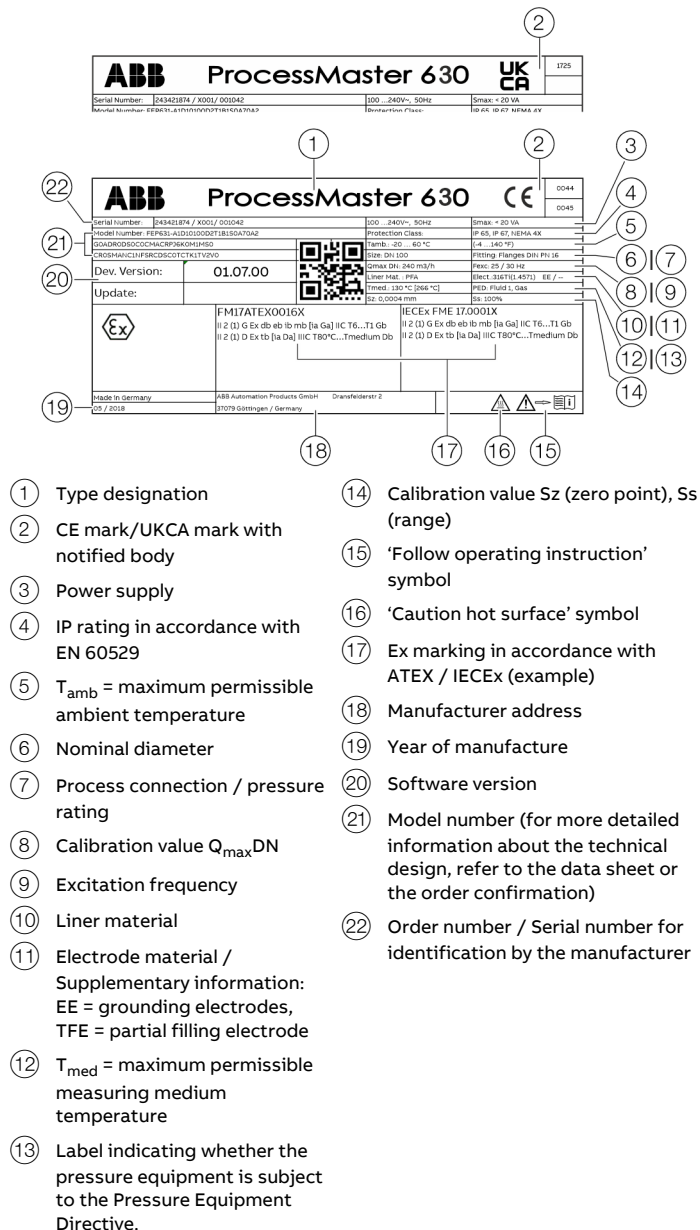 2
ABB ProcessMaster 630 UK CA 1725
Serial Number: 243421874 / X001/ 001042 100 ...240V~, 50Hz Smax: < 20 VA
Model Number: FEP631-A1D10100D2T1B1S0A70A2 Protection Class: IP 65, IP 67, NEMA 4X
1 2 3
ABB ProcessMaster 630 CE 0044
0045
22 4
Serial Number: 243421874 / X001/ 001042 100 ...240V~, 50Hz Smax: < 20 VA
Model Number: FEP631-A1D10100D2T1B1S0A70A2 Protection Class: IP 65, IP 67, NEMA 4X
5
21 G0ADR0DS0C0CMACRPJ6K0M1MS0 Tamb.: -20 ... 60 °C (-4 ...140 °F)
CR0SMANC1NFSRCDSC0TCTK1TV2V0 Size: DN 100 Fitting: Flanges DIN PN 16
6 | 7
20 Dev. Version: 01.07.00 Qmax DN: 240 m3/h Fexc: 25 / 30 Hz
Liner Mat. : PFA Elect.:316Ti(1.4571) EE / --
8 | 9
Update: Tmed.: 130 °C [266 °C] PED: Fluid 1, Gas
Sz: 0,0004 mm Ss: 100%
10 | 11
Ex FM17ATEX0016X IECEx FME 17.0001X
II 2 (1) G Ex db eb ib mb [ia Ga] IIC T6...T1 Gb II 2 (1) G Ex db eb ib mb [ia Ga] IIC T6...T1 Gb
II 2 (1) D Ex tb [ia Da] IIIC T80°C...Tmedium Db II 2 (1) D Ex tb [ia Da] IIIC T80°C...Tmedium Db
12 | 13
14
Made in Germany ABB Automation Products GmbH Dransfelderstr 2
19 05 / 2018 37079 Göttingen / Germany i
18 17 16 15
1 Type designation
2 CE mark/UKCA mark with
notified body
3 Power supply
4 IP rating in accordance with
EN 60529
5 Tamb = maximum permissible
ambient temperature
6 Nominal diameter
7 Process connection / pressure
rating
8 Calibration value QmaxDN
9 Excitation frequency
10 Liner material
11 Electrode material /
Supplementary information:
EE = grounding electrodes,
TFE = partial filling electrode
12 Tmed = maximum permissible
measuring medium
temperature
13 Label indicating whether the
pressure equipment is subject
to the Pressure Equipment
Directive.
14 Calibration value Sz (zero point), Ss
(range)
15 ‘Follow operating instruction’
symbol
16 ‘Caution hot surface’ symbol
17 Ex marking in accordance with
ATEX / IECEx (example)
18 Manufacturer address
19 Year of manufacture
20 Software version
21 Model number (for more detailed
information about the technical
design, refer to the data sheet or
the order confirmation)
22 Order number / Serial number for
identification by the manufacturer